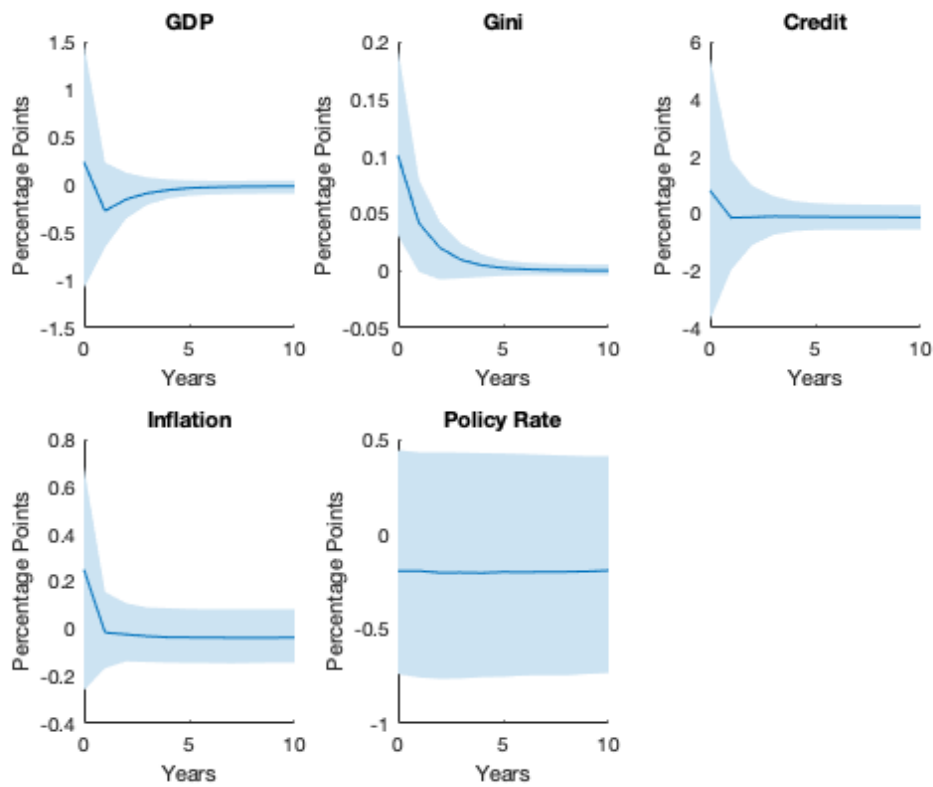 GDP
Percentage Points
1.5
1
0.5
0
-0.5
-1
-1.5
0 5 10
Years
Gini
Percentage Points
0.2
0.15
0.1
0.05
0
-0.05
0 5 10
Years
Credit
Percentage Points
6
4
2
0
-2
-4
0 5 10
Years
Inflation
Percentage Points
0.8
0.6
0.4
0.2
0
-0.2
-0.4
0 5 10
Years
Policy Rate
Percentage Points
0.5
0
-0.5
-1
0 5 10
Years